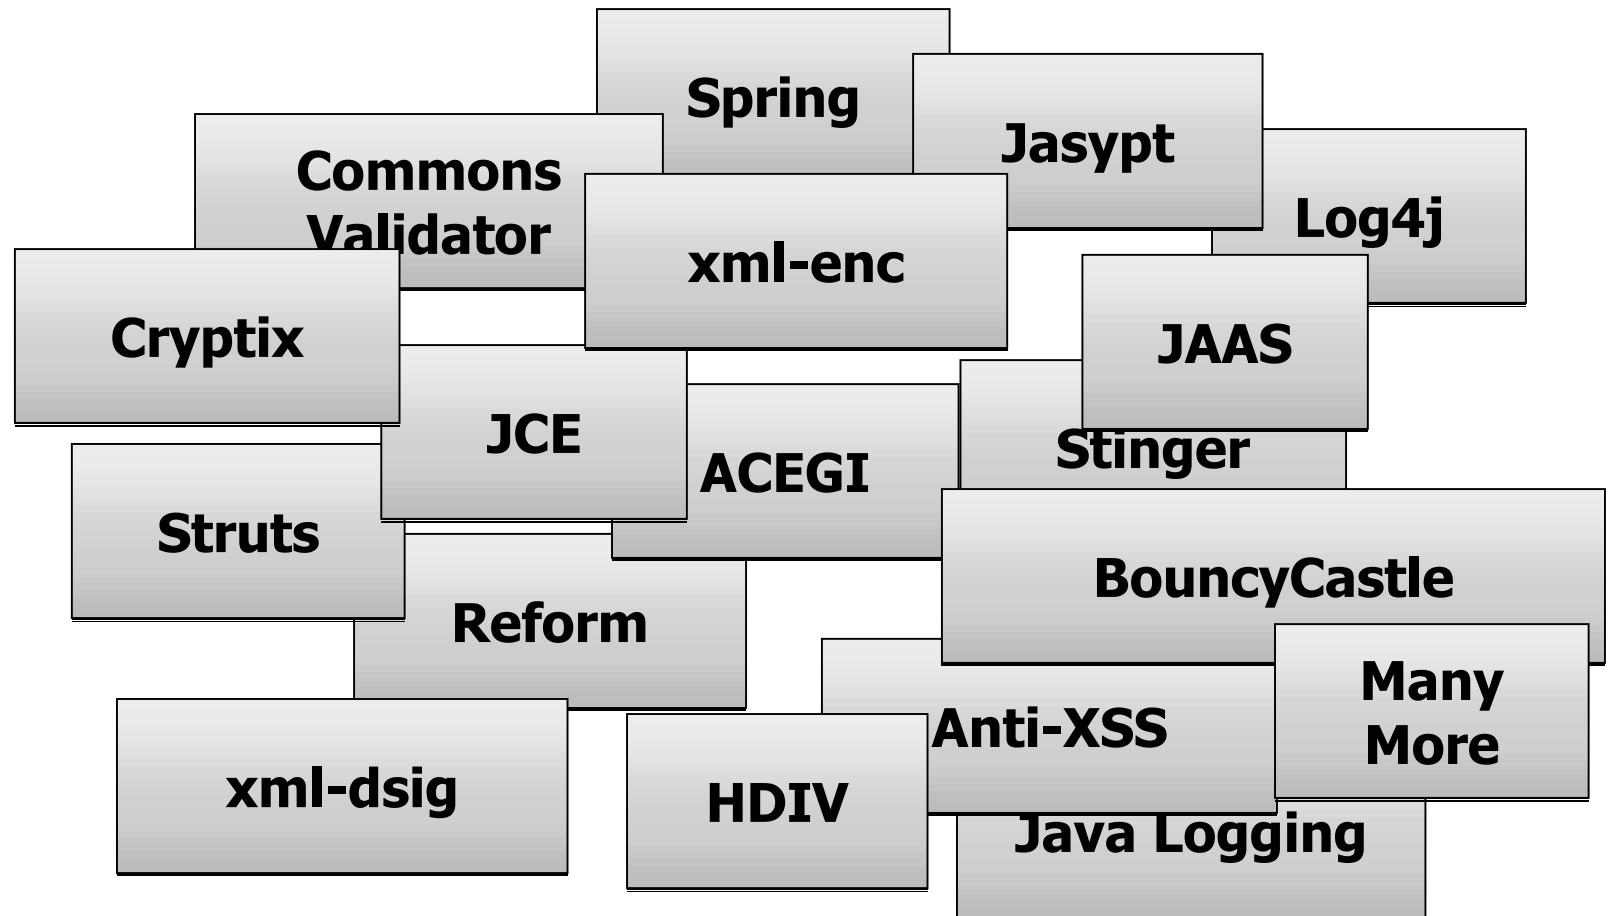 Spring
Jasypt
Commons
Validator
Log4j
xml-enc
Cryptix
JAAS
JCE
Stinger
ACEGI
Struts
BouncyCastle
Reform
Many
More
Anti-XSS
xml-dsig
HDIV
Java Logging